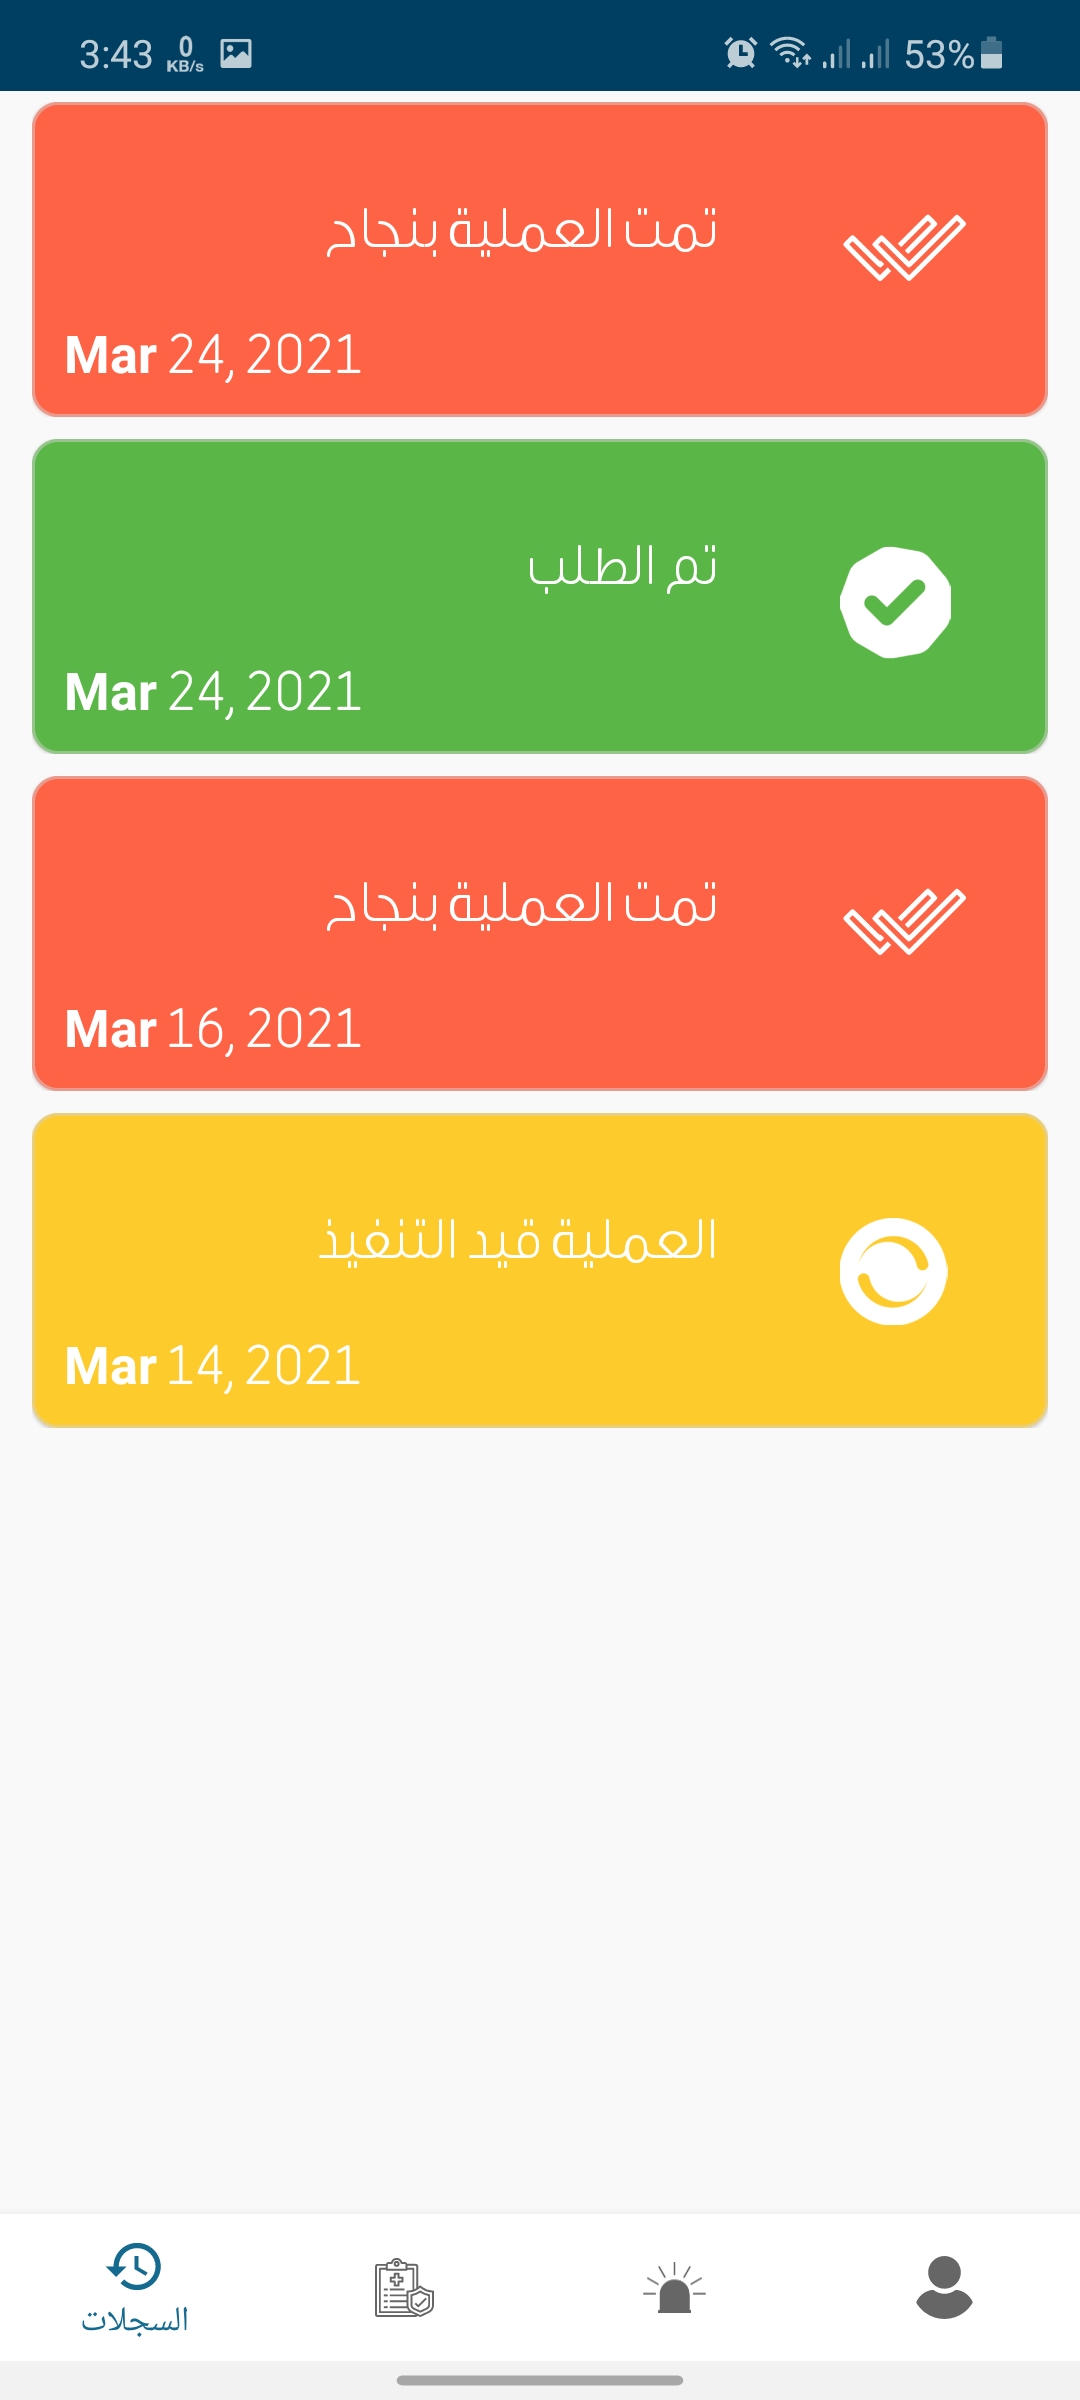 3:43 0 KB/s 53%
تمت العملية بنجاح
Mar 24, 2021
تم الطلب
Mar 24, 2021
تمت العملية بنجاح
Mar 16, 2021
العملية قيد التنفيذ
Mar 14, 2021
السجلات